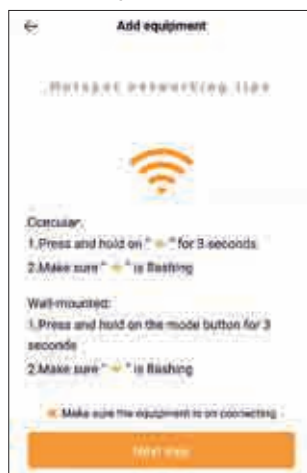 Add equipment
Hotspot networking tips
1.Press and hold on " " for 3 seconds
2.Make sure " " is flashing
Wall-mounted:
1.Press and hold on the mode button for 3
seconds
2.Make sure " " is flashing
Make sure the equipment is on connecting
Next step